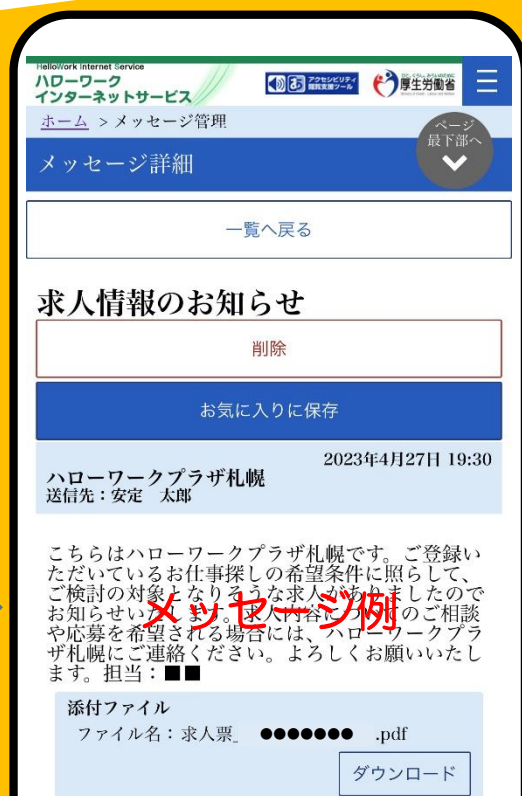 HelloWork Internet Service
ハローワーク
インターネットサービス
アクセシビリティ
閲覧支援ツール
ひと、くらし、みらいのために
厚生労働省
ホーム > メッセージ管理
ページ
最下部へ
メッセージ詳細
一覧へ戻る
求人情報のお知らせ
削除
お気に入りに保存
2023年4月27日 19:30
ハローワークプラザ札幌
送信先：安定 太郎
こちらはハローワークプラザ札幌です。ご登録い
ただいているお仕事探しの希望条件に照らして、
ご検討の対象となりそうな求人がありましたので
お知らせいたします。求人内容についてのご相談
や応募を希望される場合には、ハローワークプラ
ザ札幌にご連絡ください。よろしくお願いいたし
ます。担当：■■
メッセージ例
添付ファイル
ファイル名：求人票_ ●●●●●●● .pdf
ダウンロード